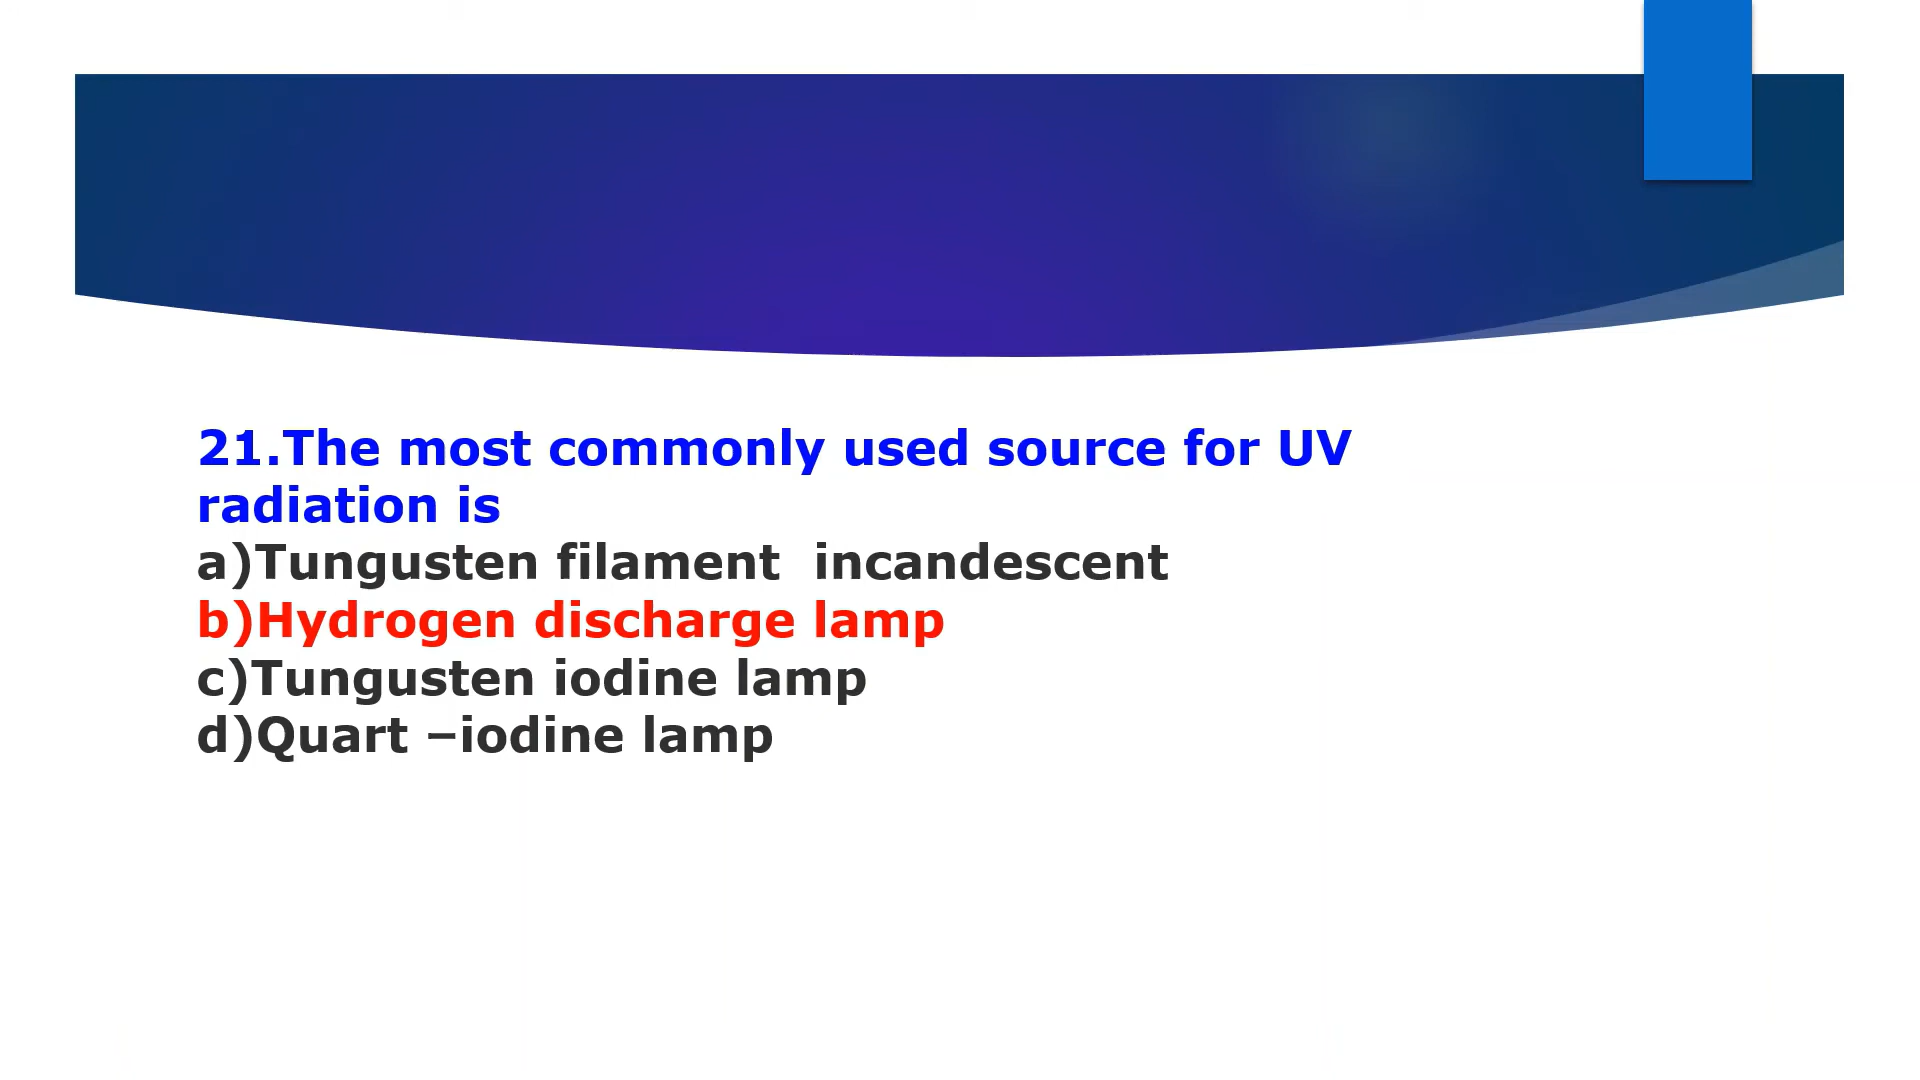 21.The most commonly used source for UV
radiation is
a)Tungusten filament  incandescent
b)Hydrogen discharge lamp
c)Tungusten iodine lamp
d)Quart –iodine lamp